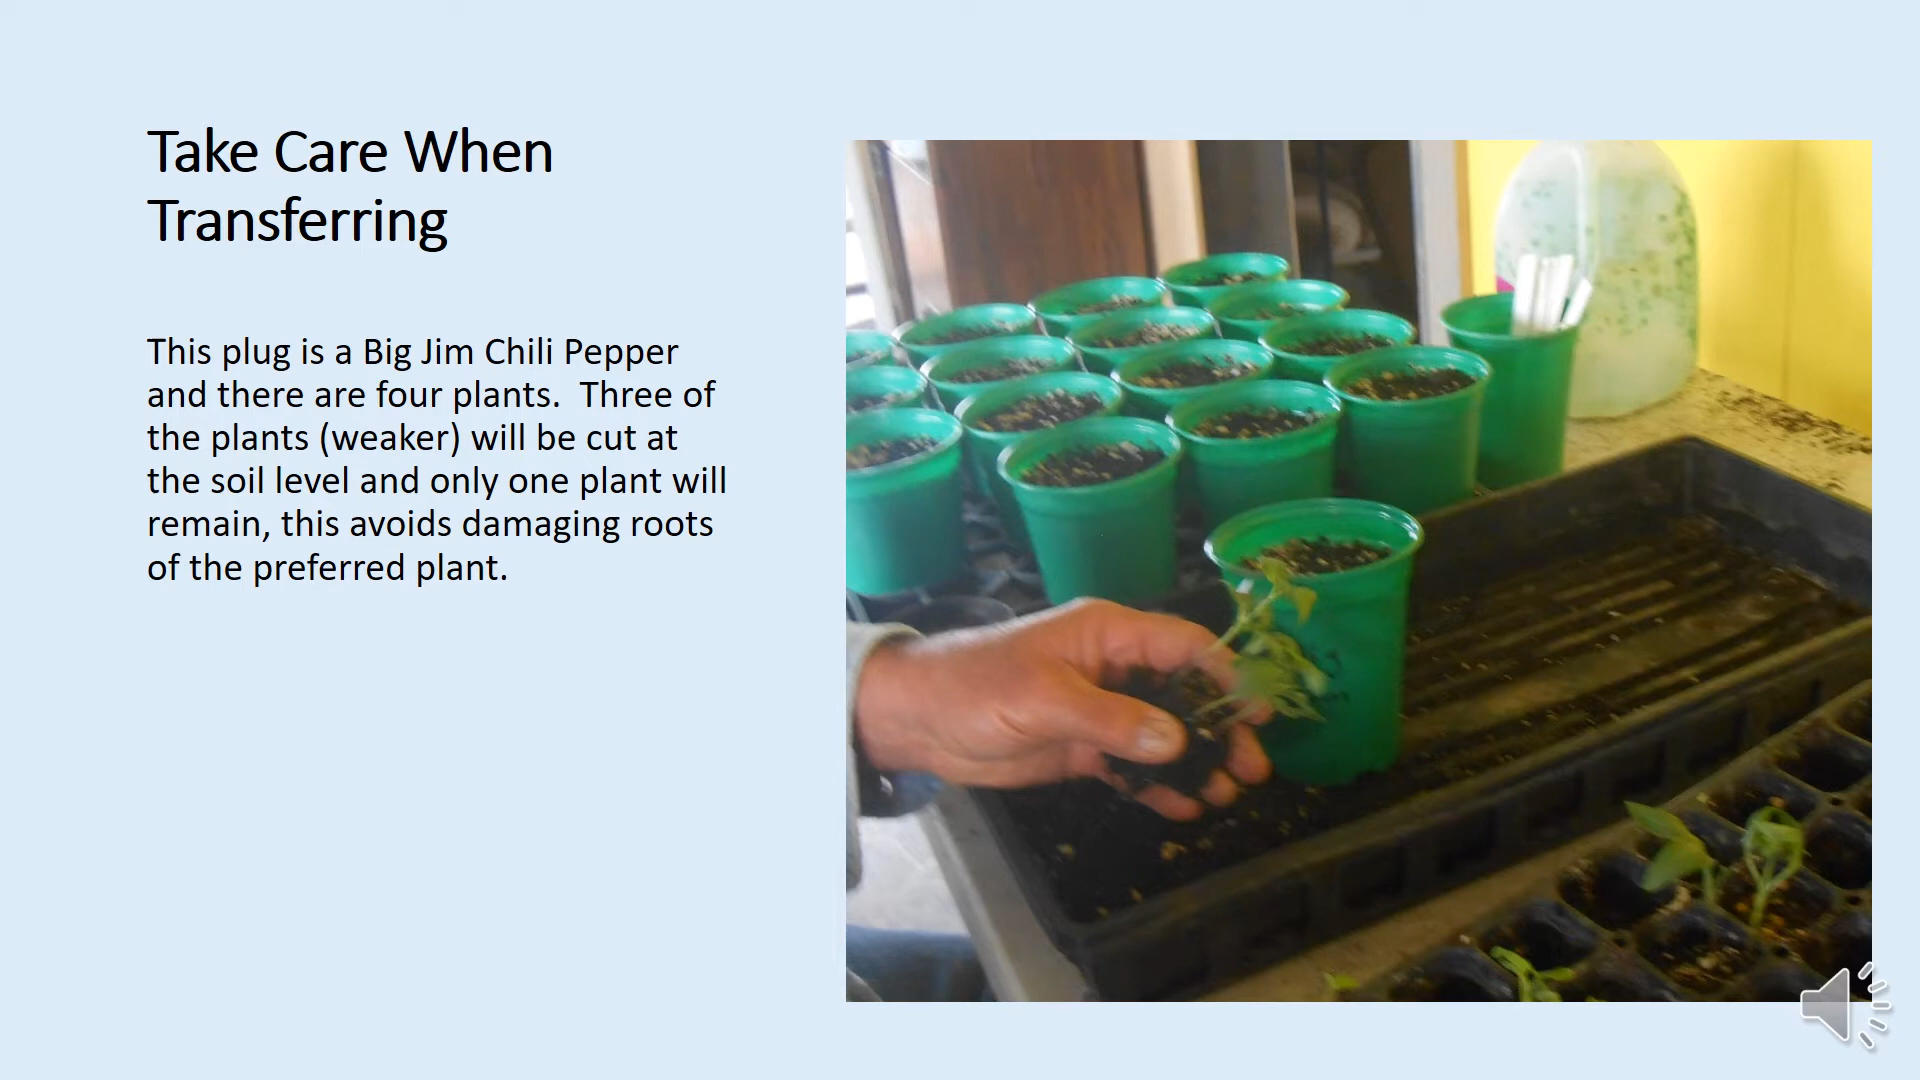 Take Care When
Transferring
This plug is a Big Jim Chili Pepper
and there are four plants.  Three of
the plants (weaker) will be cut at
the soil level and only one plant will
remain, this avoids damaging roots
of the preferred plant.